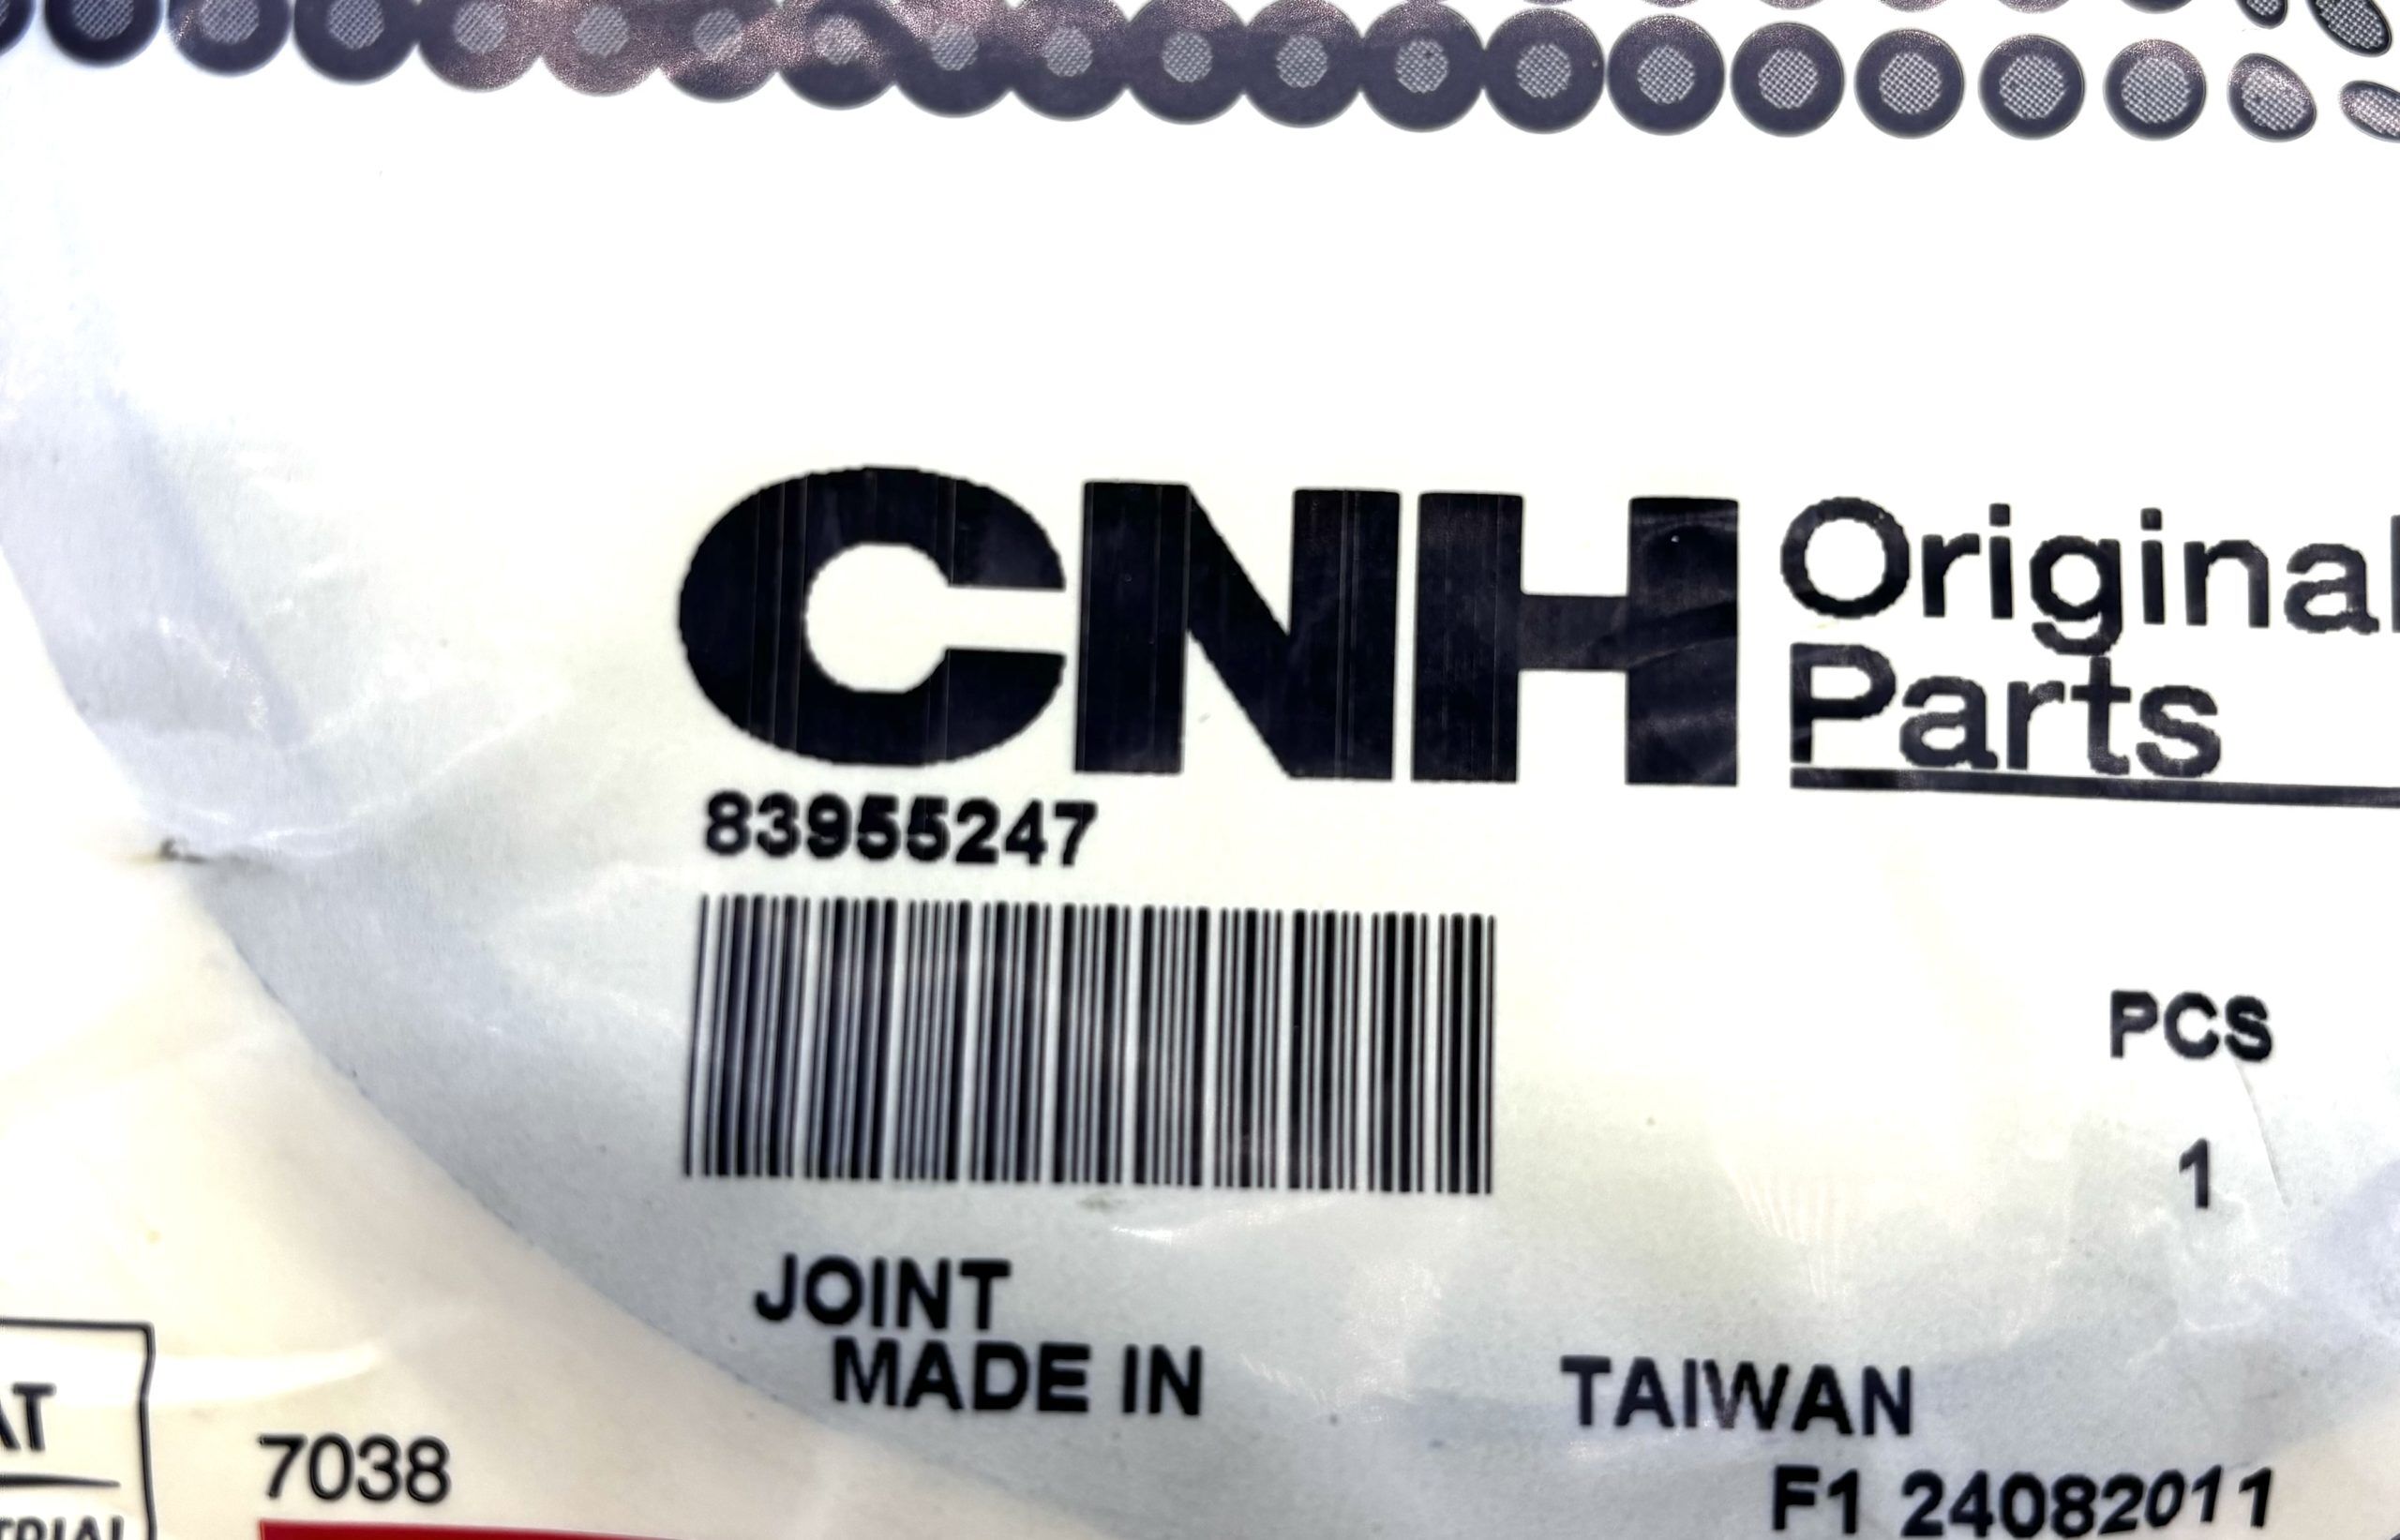 CNH Original
Parts
83955247
PCS
1
JOINT
MADE IN TAIWAN
7038
F1 24082011